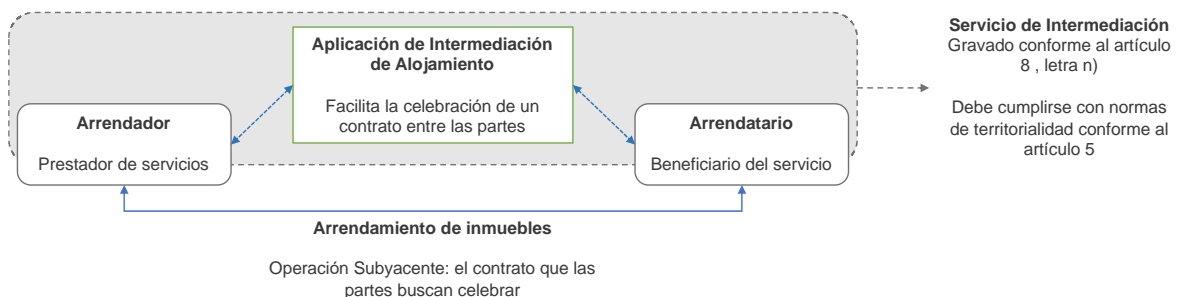 Aplicación de Intermediación
de Alojamiento
Facilita la celebración de un
contrato entre las partes
Arrendador
Prestador de servicios
Arrendatario
Beneficiario del servicio
Arrendamiento de inmuebles
Operación Subyacente: el contrato que las
partes buscan celebrar
Servicio de Intermediación
Gravado conforme al artículo
8 , letra n)
Debe cumplirse con normas
de territorialidad conforme al
artículo 5